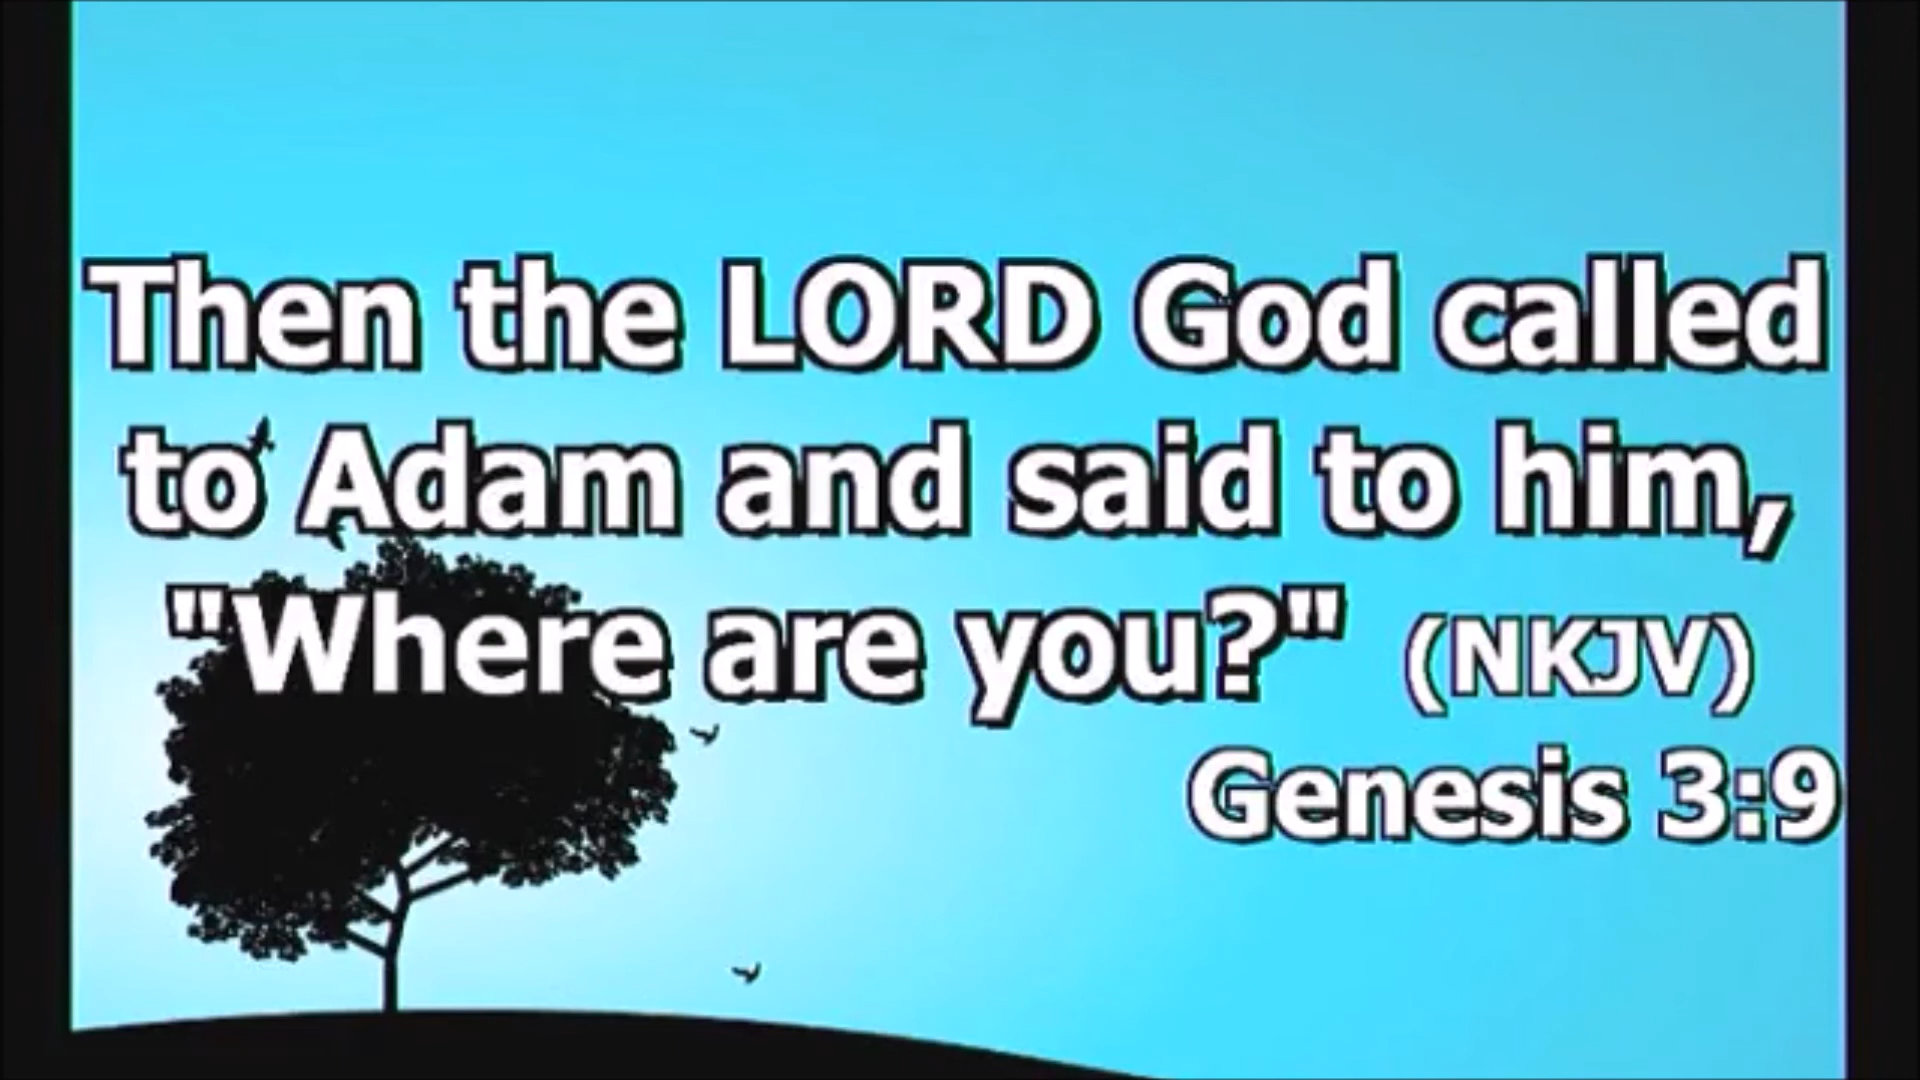 Then the LORD God called
to Adam and said to him,
"Where are you?" (NKJV)
Genesis 3:9